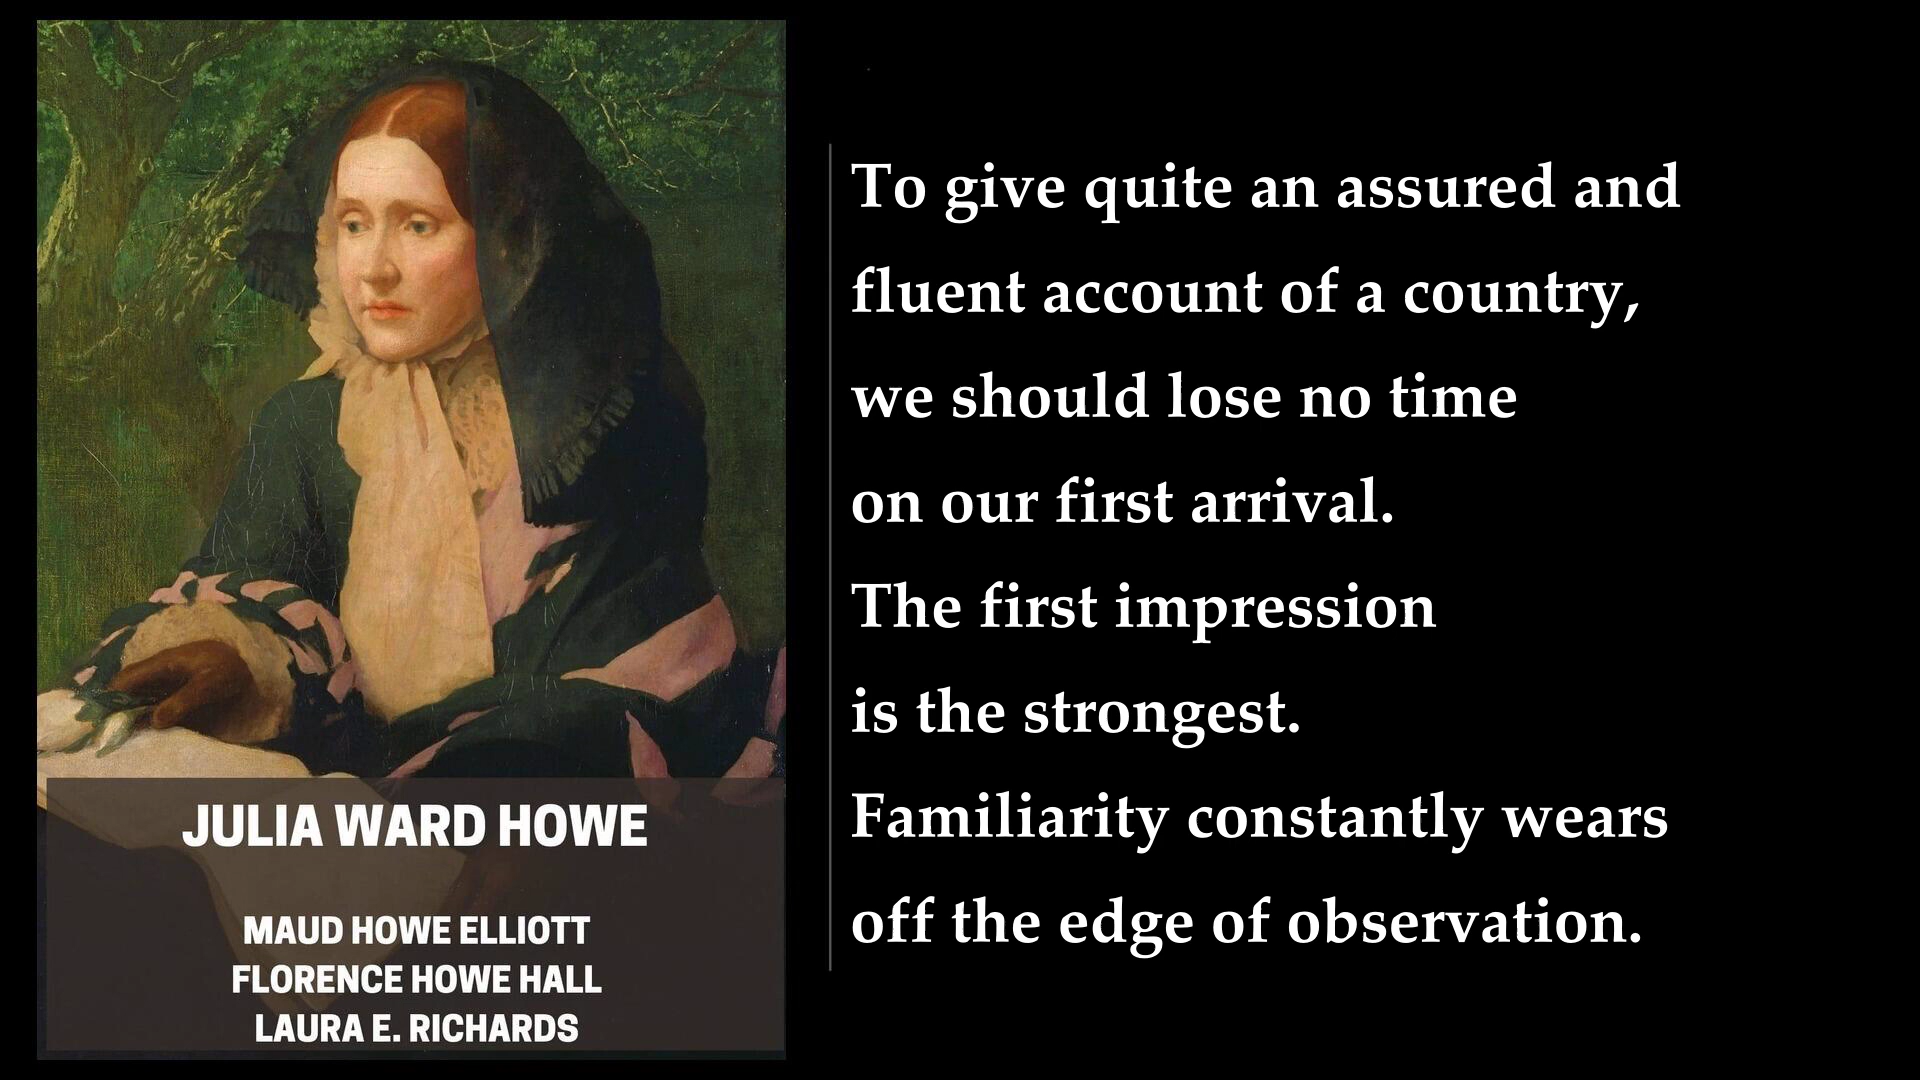 JULIA WARD HOWE
MAUD HOWE ELLIOTT
FLORENCE HOWE HALL
LAURA E. RICHARDS
To give quite an assured and
fluent account of a country,
we should lose no time
on our first arrival.
The first impression
is the strongest.
Familiarity constantly wears
off the edge of observation.